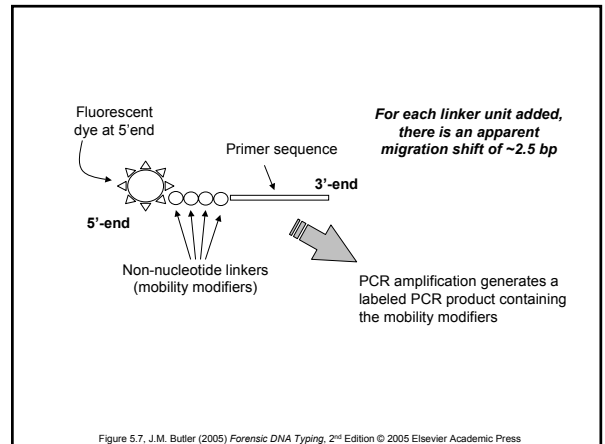 Fluorescent
dye at 5'end
For each linker unit added,
there is an apparent
migration shift of ~2.5 bp
Primer sequence
3'-end
5'-end
Non-nucleotide linkers
(mobility modifiers)
PCR amplification generates a
labeled PCR product containing
the mobility modifiers
Figure 5.7, J.M. Butler (2005) Forensic DNA Typing, 2nd Edition © 2005 Elsevier Academic Press